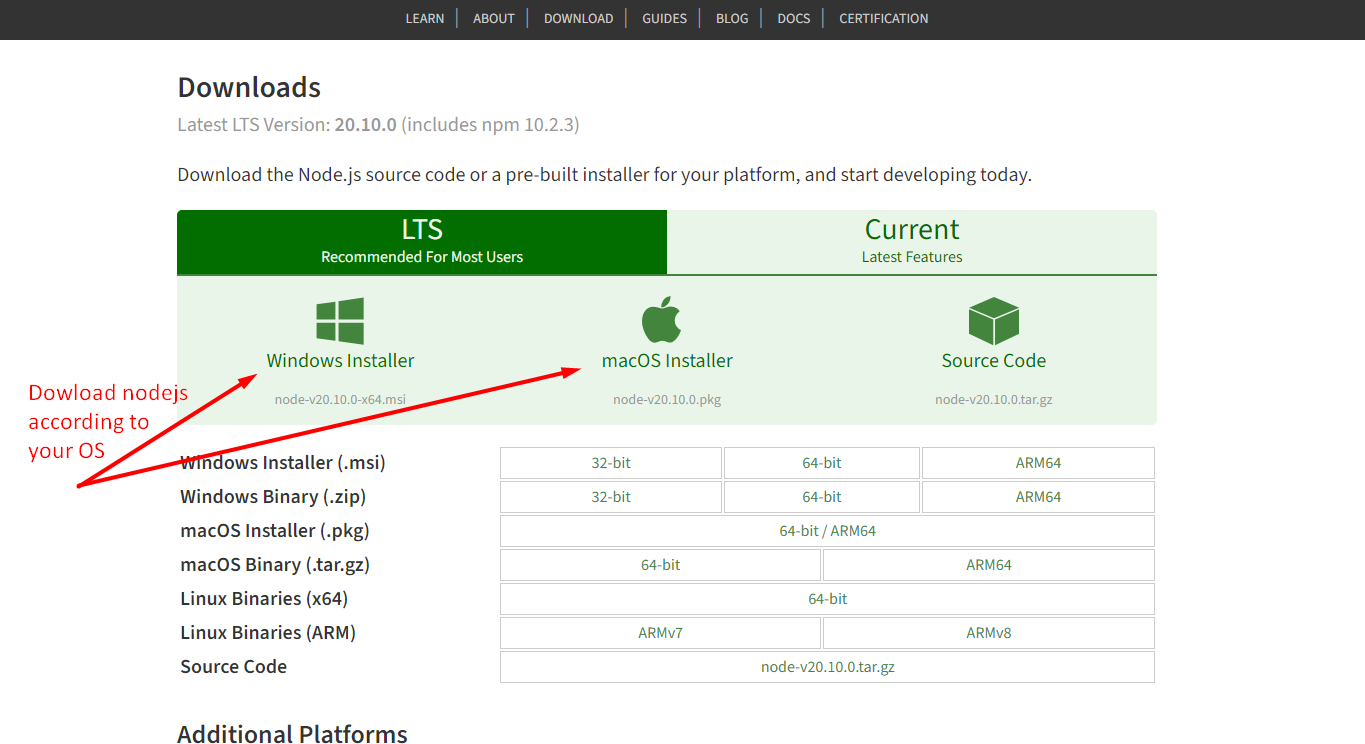 LEARN | ABOUT | DOWNLOAD | GUIDES | BLOG | DOCS | CERTIFICATION
Downloads
Latest LTS Version: 20.10.0 (includes npm 10.2.3)
Download the Node.js source code or a pre-built installer for your platform, and start developing today.
LTS
Recommended For Most Users
Current
Latest Features
Windows Installer
node-v20.10.0-x64.msi
macOS Installer
node-v20.10.0.pkg
Source Code
node-v20.10.0.tar.gz
Dowload nodejs
according to
your OS
Windows Installer (.msi) 32-bit 64-bit ARM64
Windows Binary (.zip) 32-bit 64-bit ARM64
macOS Installer (.pkg) 64-bit / ARM64
macOS Binary (.tar.gz) 64-bit ARM64
Linux Binaries (x64) 64-bit
Linux Binaries (ARM) ARMv7 ARMv8
Source Code node-v20.10.0.tar.gz
Additional Platforms